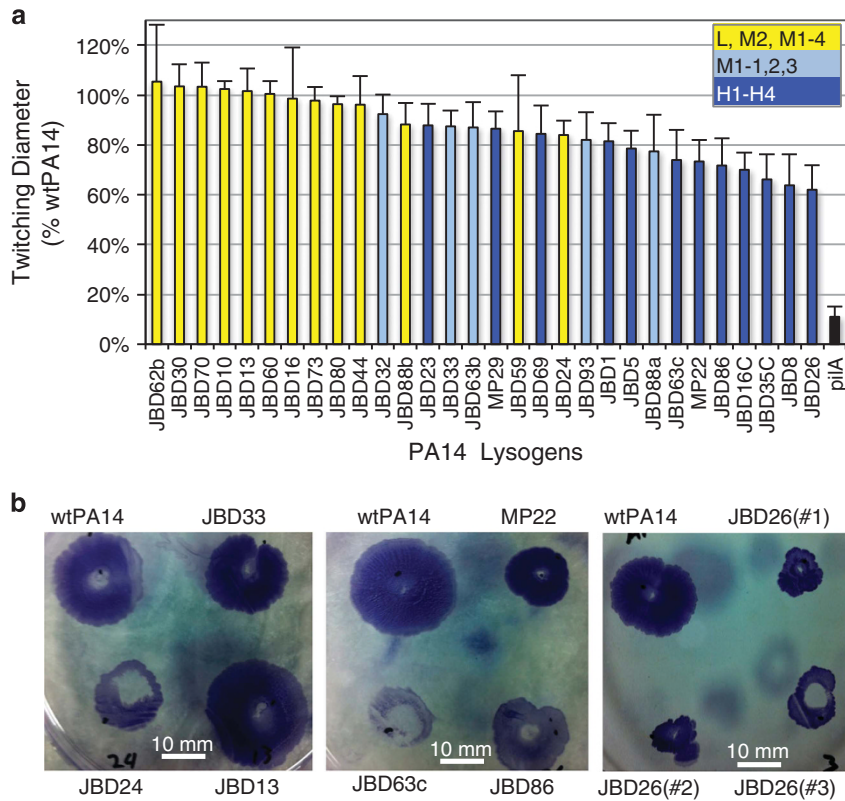 a
Twitching Diameter
(% wtPA14)
120%
100%
80%
60%
40%
20%
0%
L, M2, M1-4
M1-1,2,3
H1-H4
JBD62b
JBD30
JBD70
JBD10
JBD13
JBD60
JBD16
JBD73
JBD80
JBD44
JBD32
JBD88b
JBD23
JBD33
JBD63b
MP29
JBD59
JBD69
JBD24
JBD93
JBD1
JBD5
JBD88a
JBD63c
MP22
JBD86
JBD16C
JBD35C
JBD8
JBD26
pilA
PA14 Lysogens
b
wtPA14 JBD33
24
13
10 mm
JBD24 JBD13
wtPA14 MP22
10 mm
JBD63c JBD86
wtPA14 JBD26(#1)
10 mm
3
JBD26(#2) JBD26(#3)